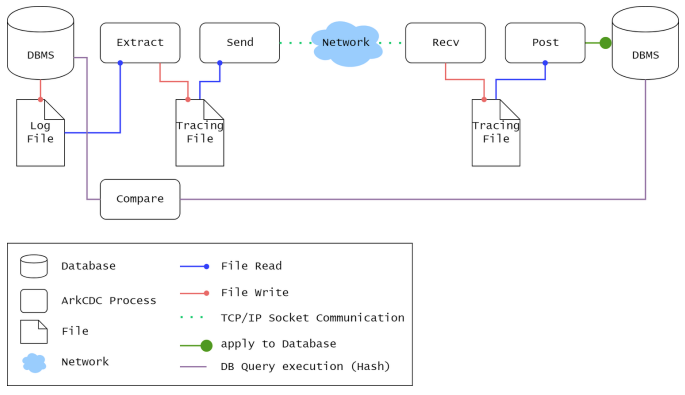 DBMS
Extract
Send
Network
Recv
Post
DBMS
Log
File
Tracing
File
Tracing
File
Compare
Database
ArkCDC Process
File
Network
File Read
File Write
TCP/IP Socket Communication
apply to Database
DB Query execution (Hash)